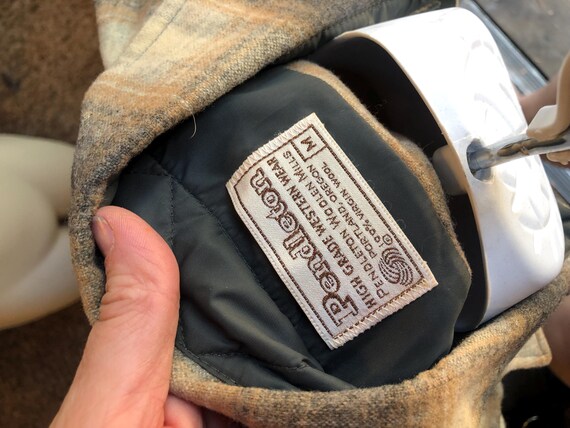 Pendleton
HIGH GRADE WESTERN WEAR
PENDLETON WOOLEN MILLS
PORTLAND, OREGON
100% VIRGIN WOOL
M